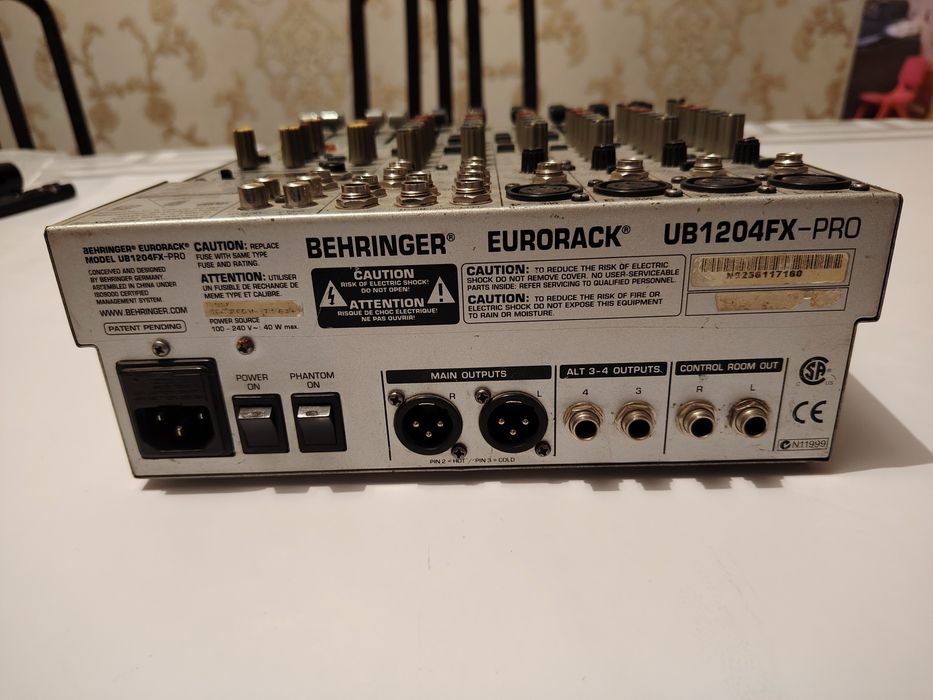 BEHRINGER® EURORACK®
MODEL UB1204FX-PRO
CONCEIVED AND DESIGNED
BY BEHRINGER GERMANY.
ASSEMBLED IN CHINA UNDER
ISO9000 CERTIFIED
MANAGEMENT SYSTEM.
WWW.BEHRINGER.COM
PATENT PENDING
CAUTION: REPLACE
FUSE WITH SAME TYPE
FUSE AND RATING.
ATTENTION: UTILISER
UN FUSIBLE DE RECHANGE DE
MEME TYPE ET CALIBRE.
POWER SOURCE
100 - 240 V~: 40 W max.
BEHRINGER® EURORACK® UB1204FX-PRO
CAUTION
RISK OF ELECTRIC SHOCK!
DO NOT OPEN!
ATTENTION
RISQUE DE CHOC ELECTRIQUE!
NE PAS OUVRIR!
CAUTION: TO REDUCE THE RISK OF ELECTRIC
SHOCK DO NOT REMOVE COVER. NO USER-SERVICEABLE
PARTS INSIDE: REFER SERVICING TO QUALIFIED PERSONNEL.
CAUTION: TO REDUCE THE RISK OF FIRE OR
ELECTRIC SHOCK DO NOT EXPOSE THIS EQUIPMENT
TO RAIN OR MOISTURE.
POWER
ON
PHANTOM
ON
MAIN OUTPUTS
R L
PIN 2 = HOT / PIN 3 = COLD
ALT 3-4 OUTPUTS
4 3
CONTROL ROOM OUT
R L
C US
CE
N11999